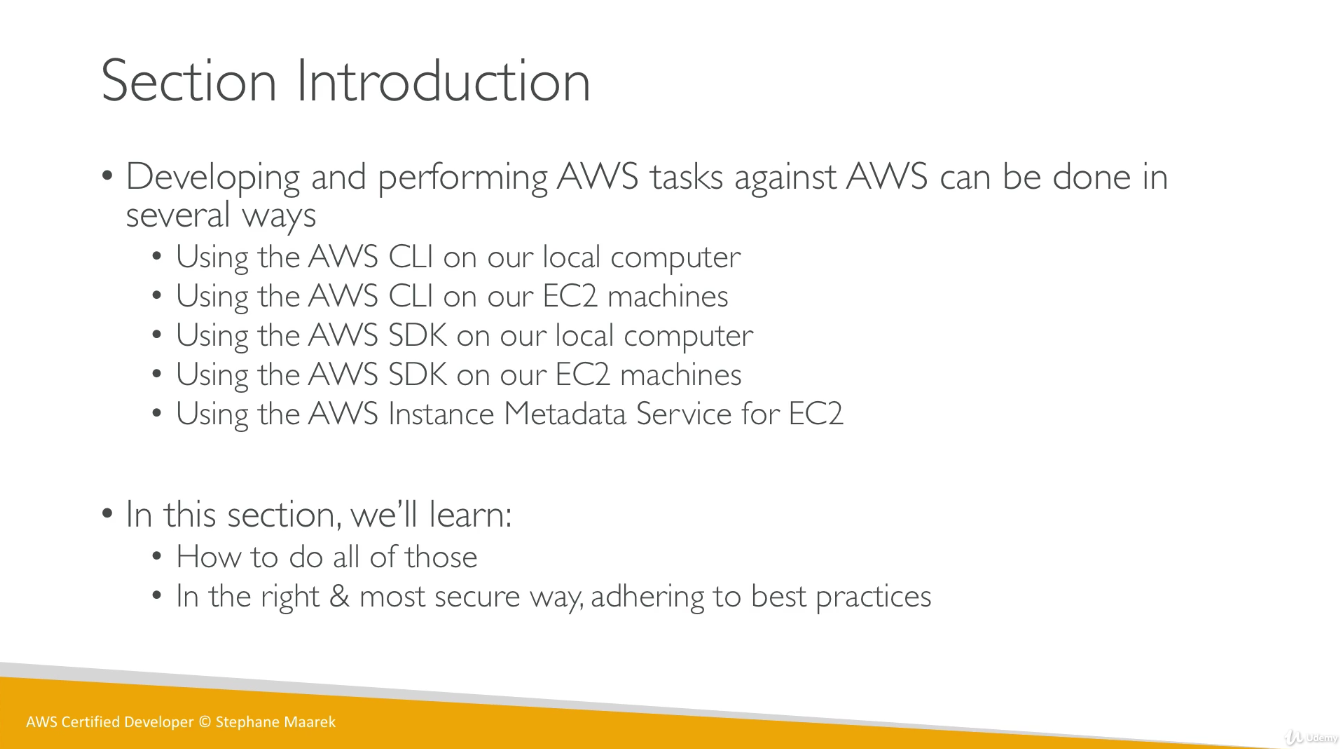 Section Introduction
• Developing and performing AWS tasks against AWS can be done in
several ways
• Using the AWS CLI on our local computer
• Using the AWS CLI on our EC2 machines
• Using the AWS SDK on our local computer
• Using the AWS SDK on our EC2 machines
• Using the AWS Instance Metadata Service for EC2
• In this section, we’ll learn:
• How to do all of those
• In the right & most secure way, adhering to best practices
AWS Certified Developer © Stephane Maarek
Udemy